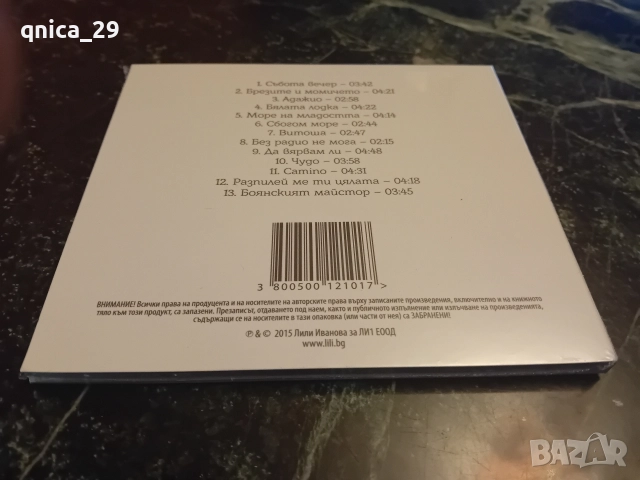 qnica_29
1. Събота вечер – 03:42
2. Брезите и момичето – 04:21
3. Адажио – 02:58
4. Бялата лодка – 04:22
5. Море на младостта – 04:14
6. Сбогом море – 02:44
7. Витоша – 02:47
8. Без радио не мога – 02:15
9. Да вярвам ли – 04:48
10. Чудо – 03:58
11. Camino – 04:31
12. Разпилей ме ти цялата – 04:18
13. Боянският майстор – 03:45
3 800500 121017 >
ВНИМАНИЕ! Всички права на продуцента и на носителите на авторските права върху записаните произведения, включително и на книжното
тяло към този продукт, са запазени. Презаписът, отдаването под наем, както и публичното изпълнение или излъчване на произведенията,
съдържащи се на носителите в тази опаковка (или части от нея) са ЗАБРАНЕНИ!
℗ & © 2015 Лили Иванова за ЛИ1 ЕООД
www.lili.bg
BAZAR